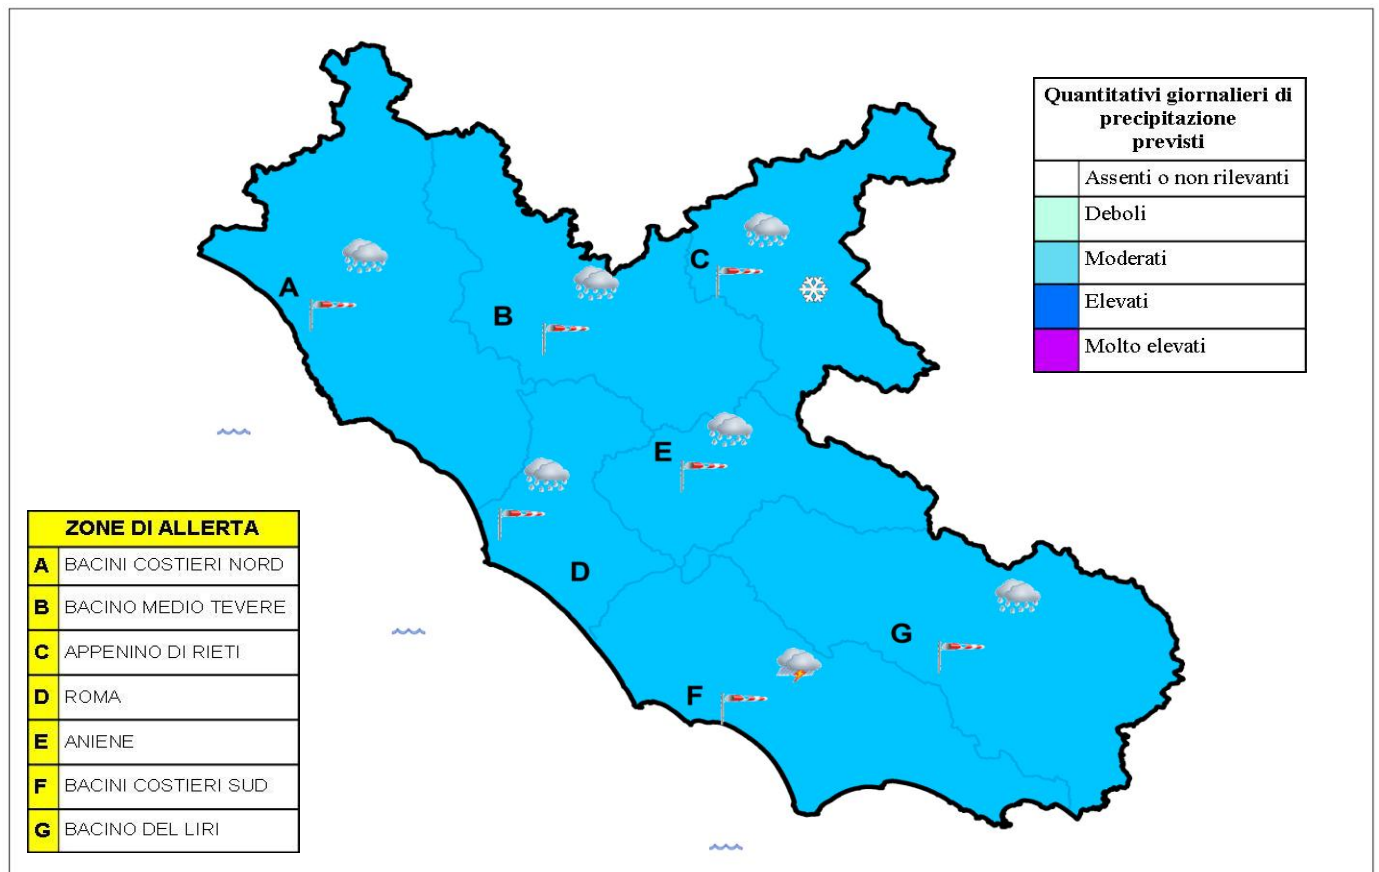 Quantitativi giornalieri di
precipitazione
previsti
Assenti o non rilevanti
Deboli
Moderati
Elevati
Molto elevati
A
B
C
D
E
F
G
ZONE DI ALLERTA
A BACINI COSTIERI NORD
B BACINO MEDIO TEVERE
C APPENINO DI RIETI
D ROMA
E ANIENE
F BACINI COSTIERI SUD
G BACINO DEL LIRI